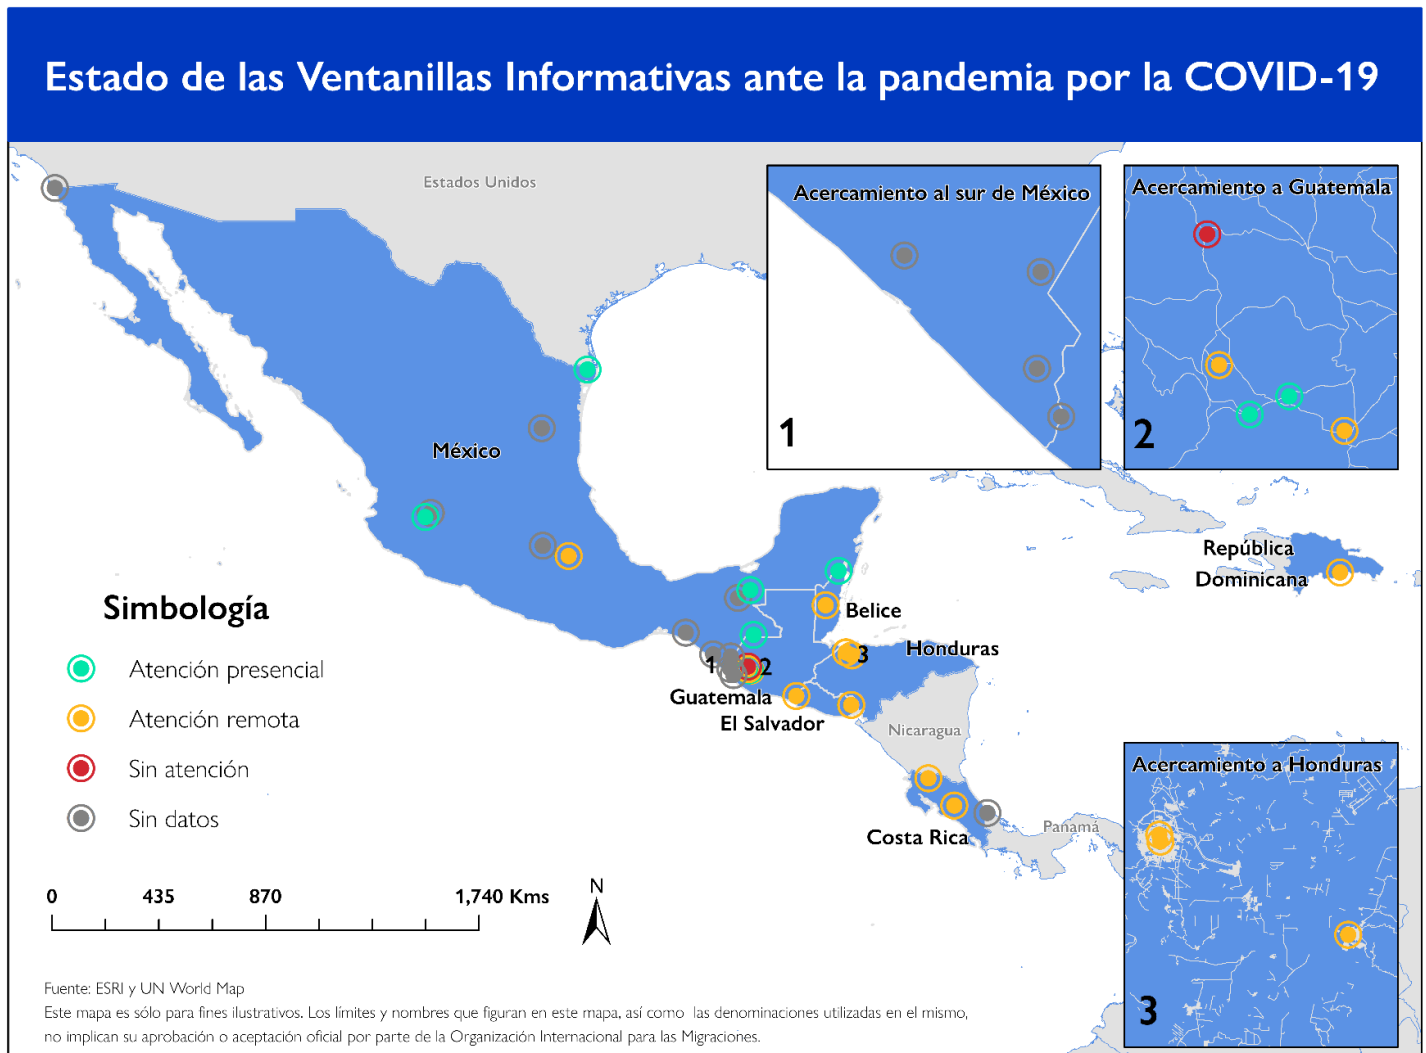 Estado de las Ventanillas Informativas ante la pandemia por la COVID-19
Estados Unidos
Acercamiento al sur de México
1
Acercamiento a Guatemala
2
México
República
Dominicana
Belice
Honduras
1
2
3
Guatemala
El Salvador
Nicaragua
Costa Rica
Panamá
Simbología
Atención presencial
Atención remota
Sin atención
Sin datos
0 435 870 1,740 Kms
N
Acercamiento a Honduras
3
Fuente: ESRI y UN World Map
Este mapa es sólo para fines ilustrativos. Los límites y nombres que figuran en este mapa, así como las denominaciones utilizadas en el mismo,
no implican su aprobación o aceptación oficial por parte de la Organización Internacional para las Migraciones.